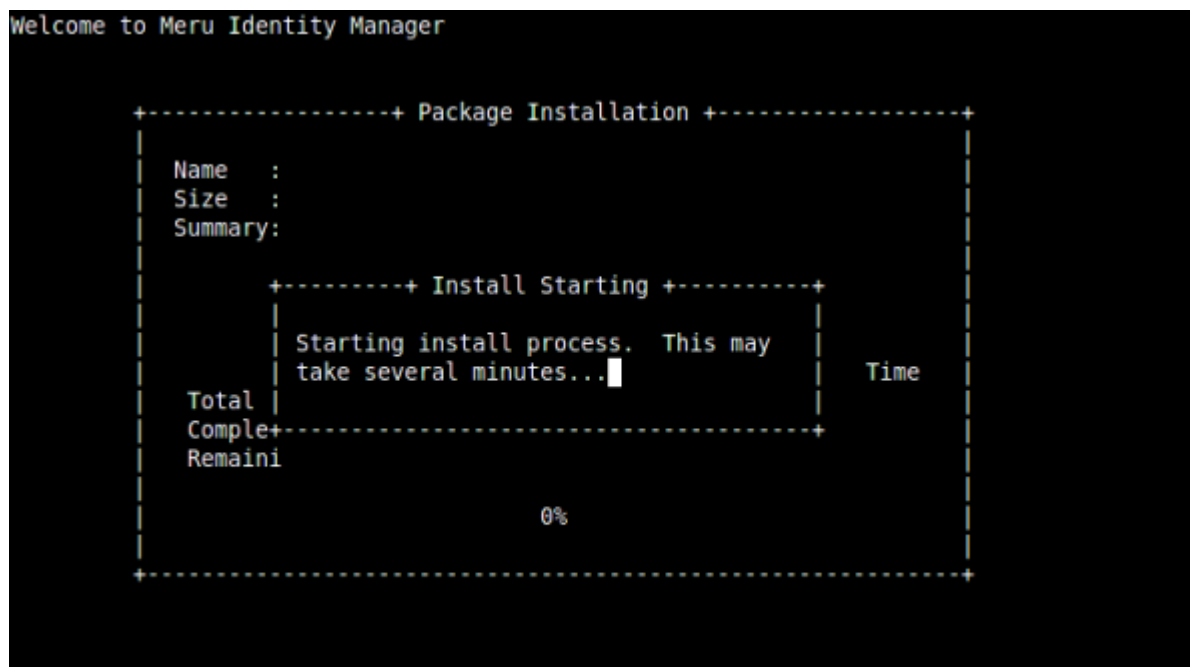 Welcome to Meru Identity Manager
Package Installation
Name   :
Size   :
Summary:
Install Starting
Starting install process.  This may
take several minutes...
Time
Total
Comple
Remaini
0%